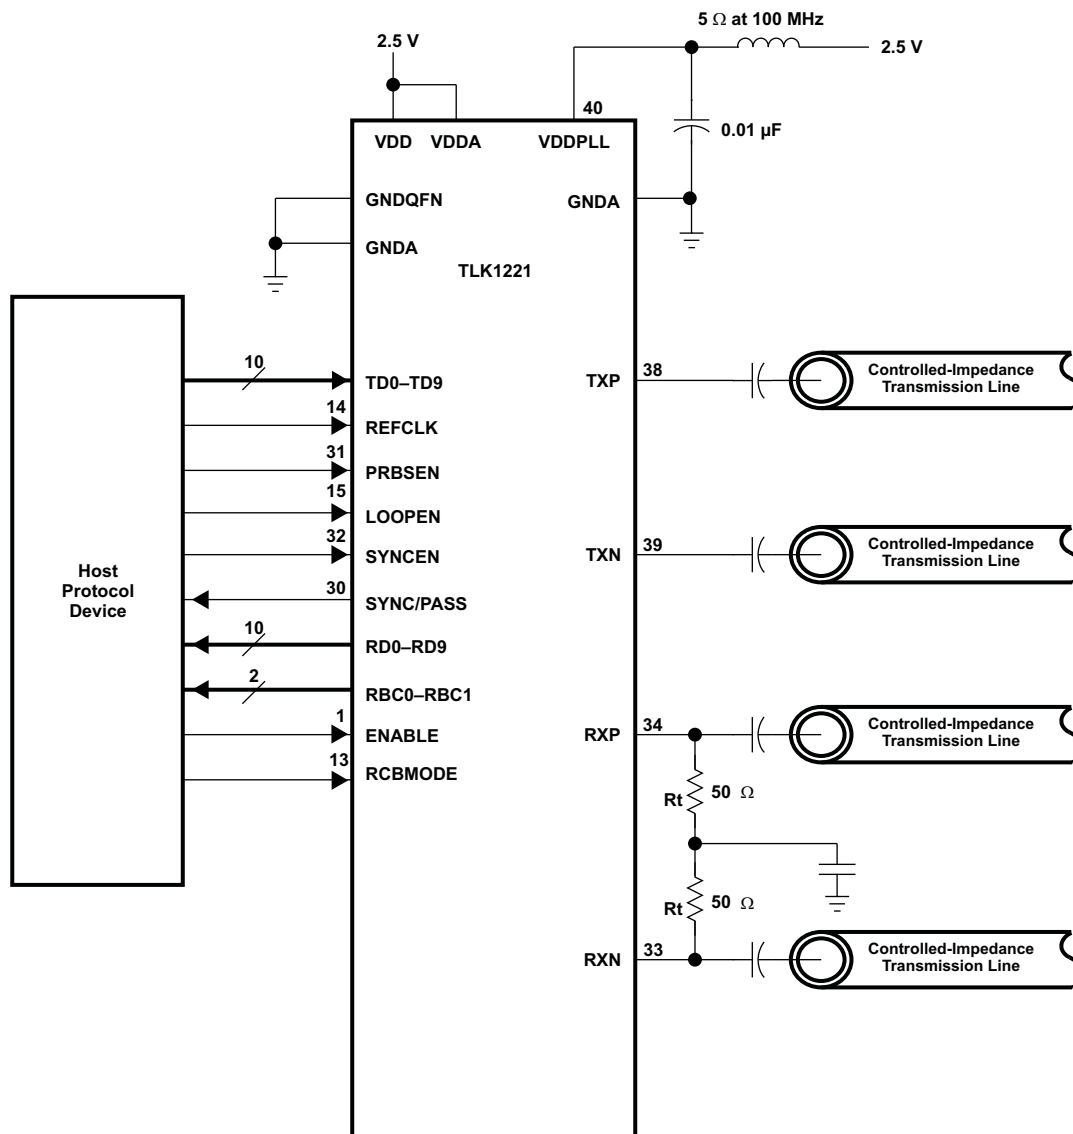 5 Ω at 100 MHz
2.5 V
2.5 V
40
VDD
VDDA
VDDPLL
0.01 µF
GNDQFN
GNDA
GNDA
TLK1221
10
TD0–TD9
14
REFCLK
31
PRBSEN
15
LOOPEN
32
SYNCEN
30
SYNC/PASS
10
RD0–RD9
2
RBC0–RBC1
1
ENABLE
13
RCBMODE
Host
Protocol
Device
TXP
38
Controlled-Impedance
Transmission Line
TXN
39
Controlled-Impedance
Transmission Line
RXP
34
Controlled-Impedance
Transmission Line
Rt
50 Ω
Rt
50 Ω
RXN
33
Controlled-Impedance
Transmission Line